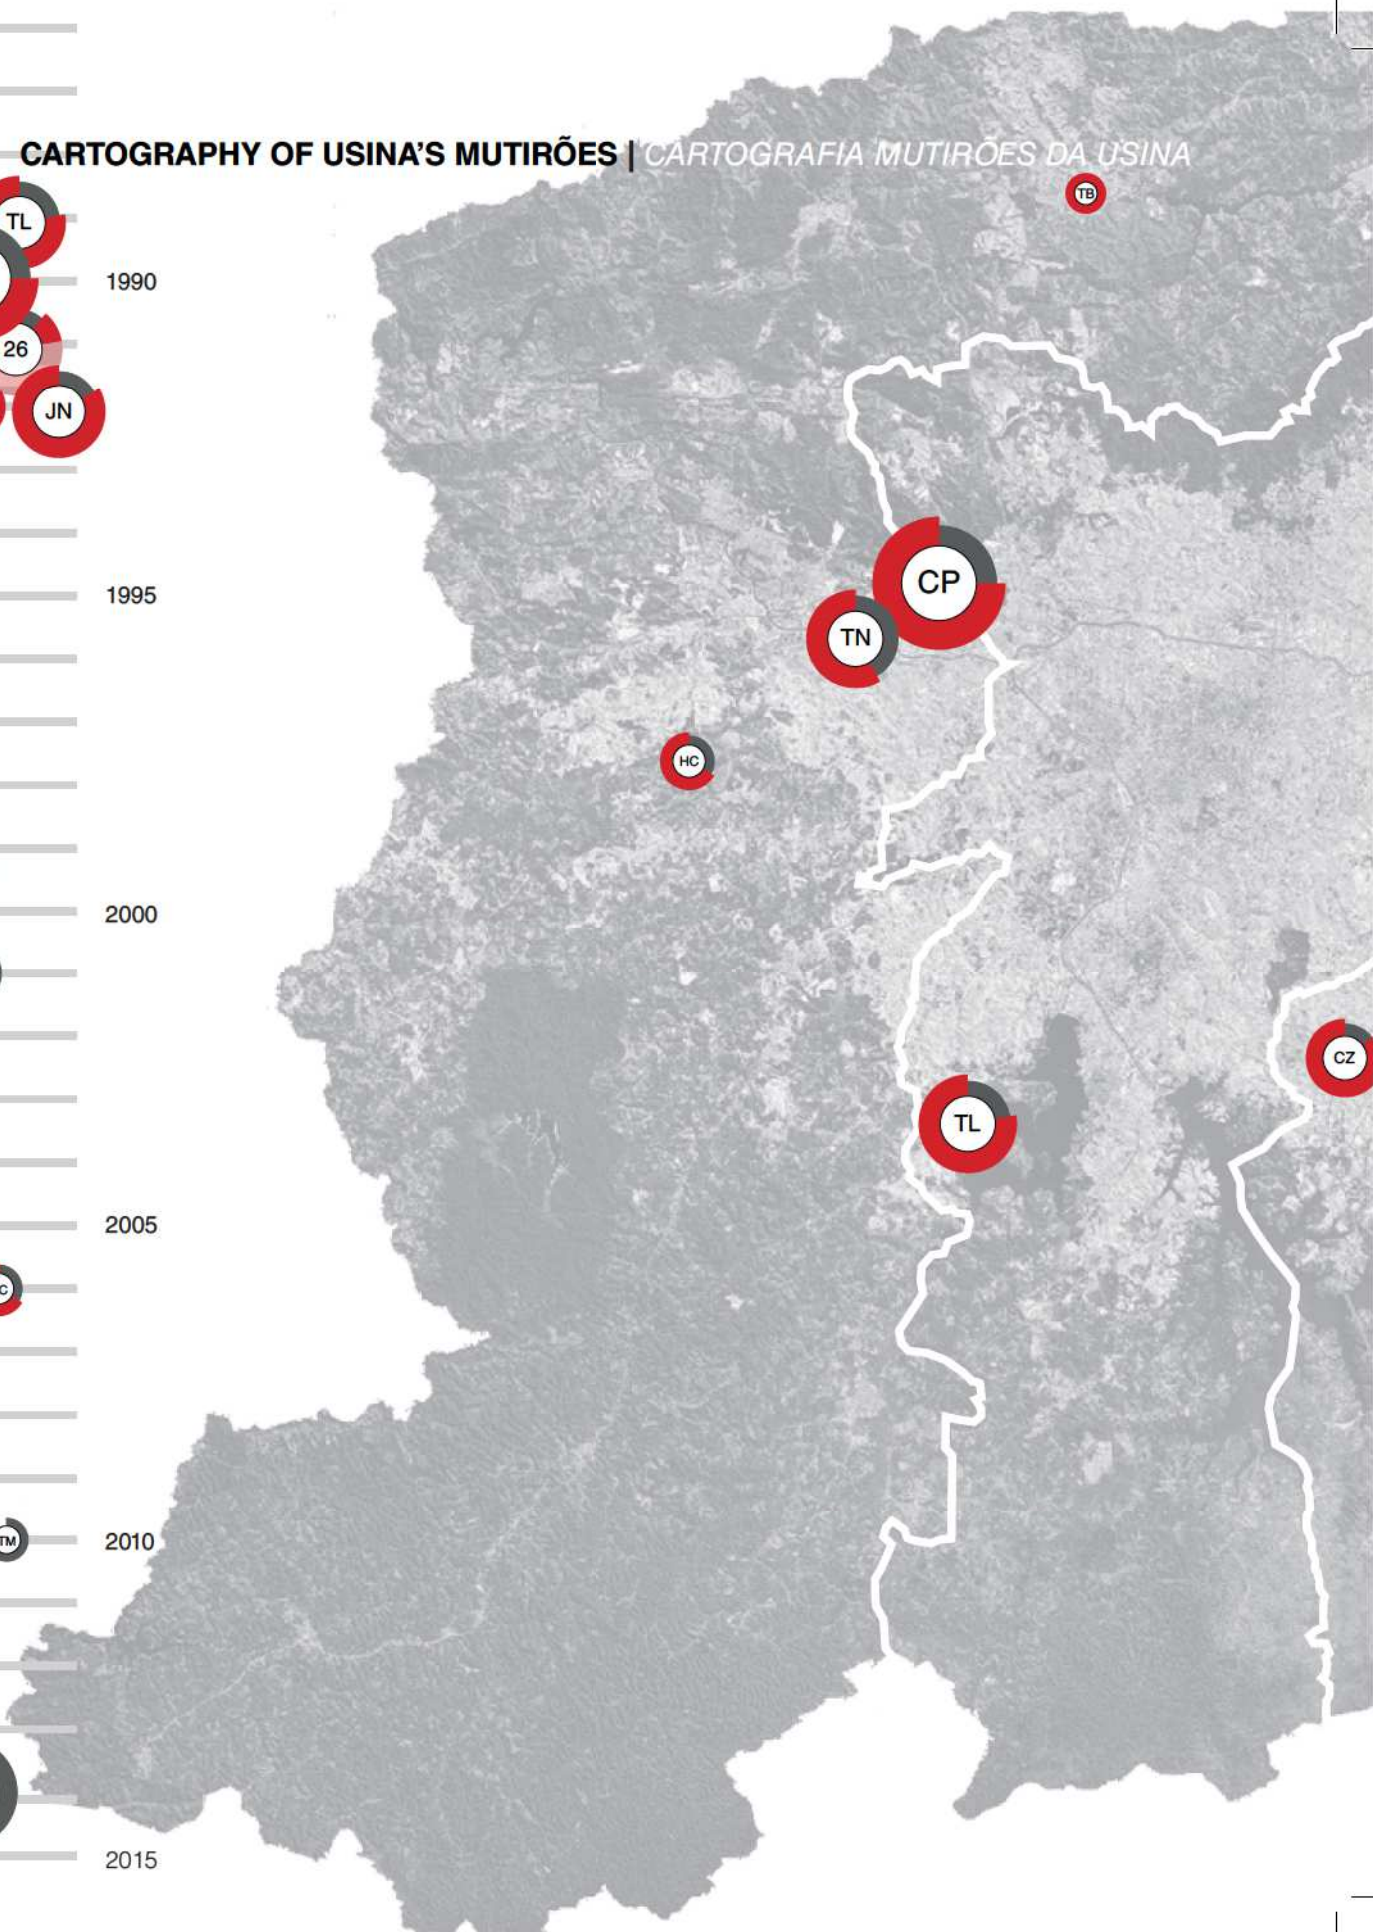 CARTOGRAPHY OF USINA'S MUTIRÕES | CARTOGRAFIA MUTIRÕES DA USINA
TB
TL
1990
26
JN
CP
1995
TN
HC
2000
CZ
TL
2005
C
TM
2010
2015